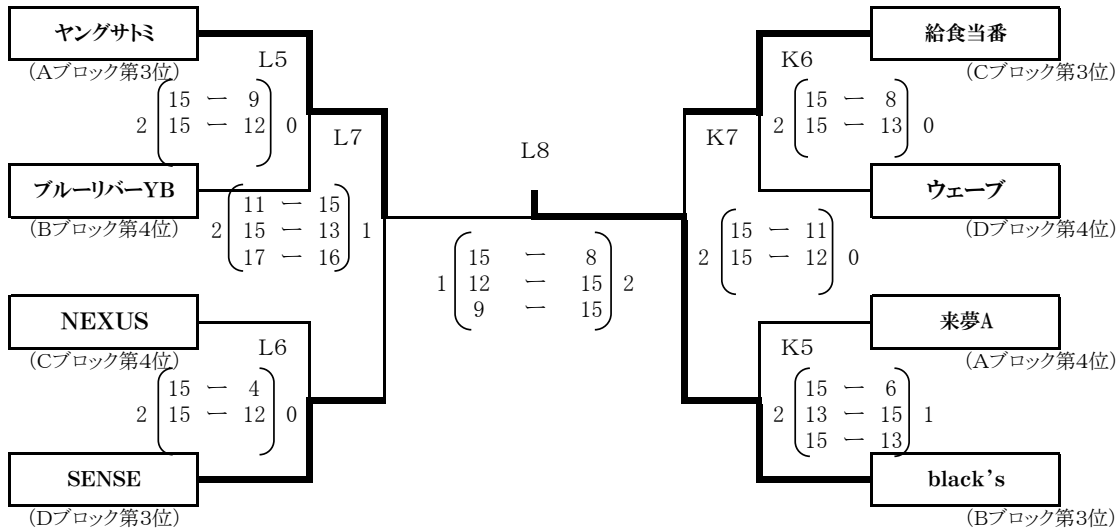 ヤングサトミ
(Aブロック第3位)
L5
2 15 ー 9 0
15 ー 12
ブルーリバーYB
(Bブロック第4位)
L7
2 11 ー 15 1
15 ー 13
17 ー 16
NEXUS
(Cブロック第4位)
L6
2 15 ー 4 0
15 ー 12
SENSE
(Dブロック第3位)
L8
1 15 ー 8 2
12 ー 15
9 ー 15
給食当番
(Cブロック第3位)
K6
2 15 ー 8 0
15 ー 13
ウェーブ
(Dブロック第4位)
K7
2 15 ー 11 0
15 ー 12
来夢A
(Aブロック第4位)
K5
2 15 ー 6 1
13 ー 15
15 ー 13
black's
(Bブロック第3位)